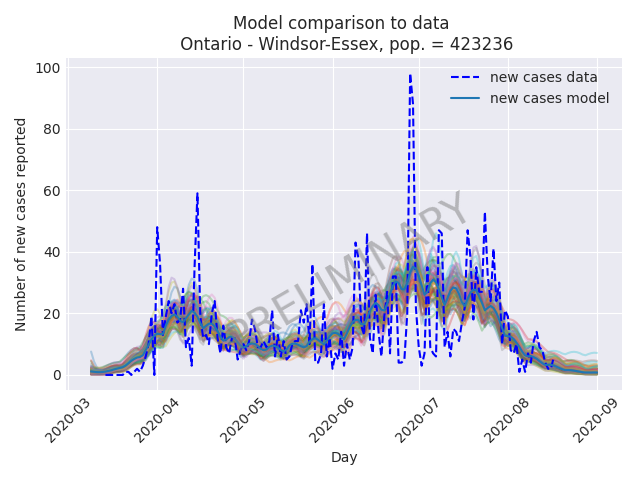 Model comparison to data
Ontario - Windsor-Essex, pop. = 423236
new cases data
new cases model
PRELIMINARY
Number of new cases reported
100
80
60
40
20
0
2020-03
2020-04
2020-05
2020-06
2020-07
2020-08
2020-09
Day